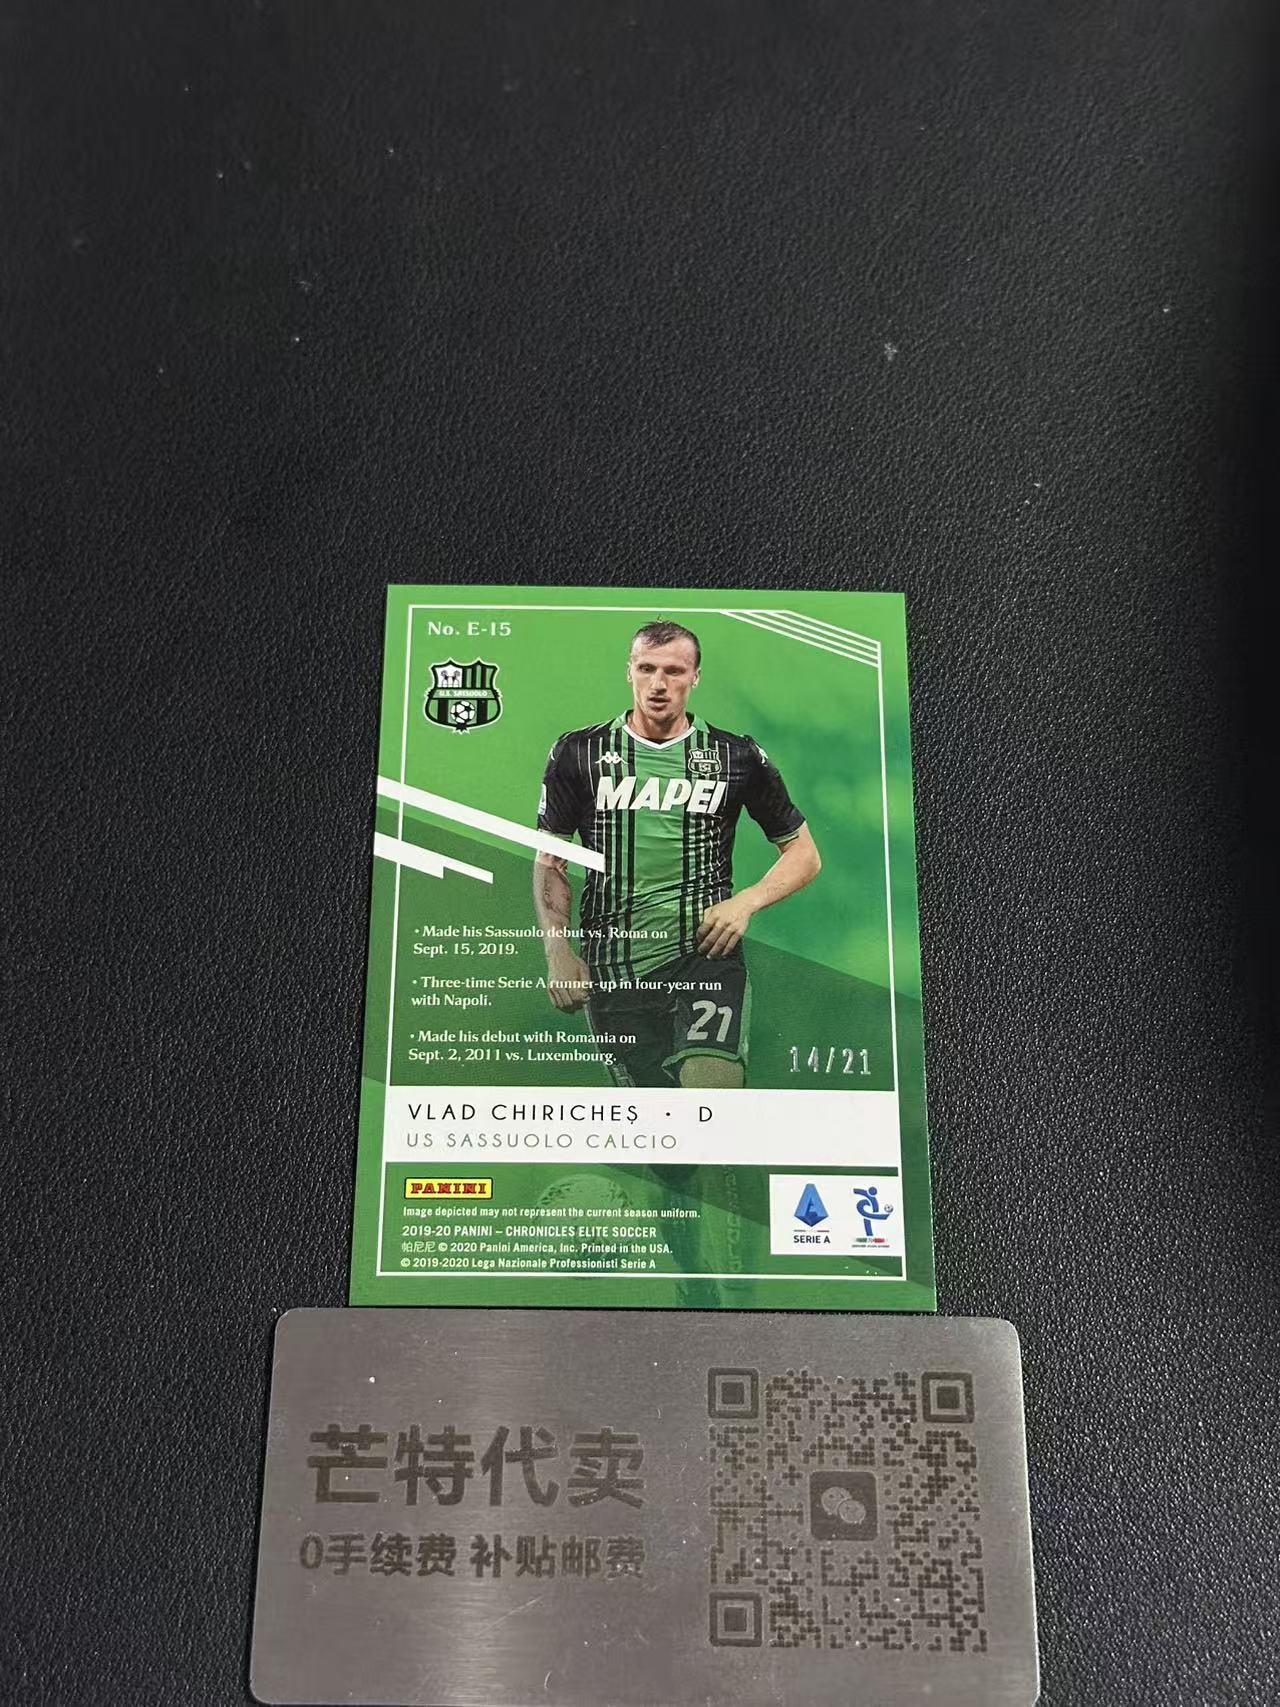 No. E-15
U.S. SASSUOLO
MAPEI
• Made his Sassuolo debut vs. Roma on
Sept. 15, 2019.
• Three-time Serie A runner-up in four-year run
with Napoli.
• Made his debut with Romania on
Sept. 2, 2011 vs. Luxembourg.
21
14/21
VLAD CHIRICHEȘ • D
US SASSUOLO CALCIO
PANINI
Image depicted may not represent the current season uniform.
2019-20 PANINI – CHRONICLES ELITE SOCCER
帕尼尼 © 2020 Panini America, Inc. Printed in the USA.
© 2019-2020 Lega Nazionale Professionisti Serie A
SERIE A
芒特代卖
0手续费 补贴邮费